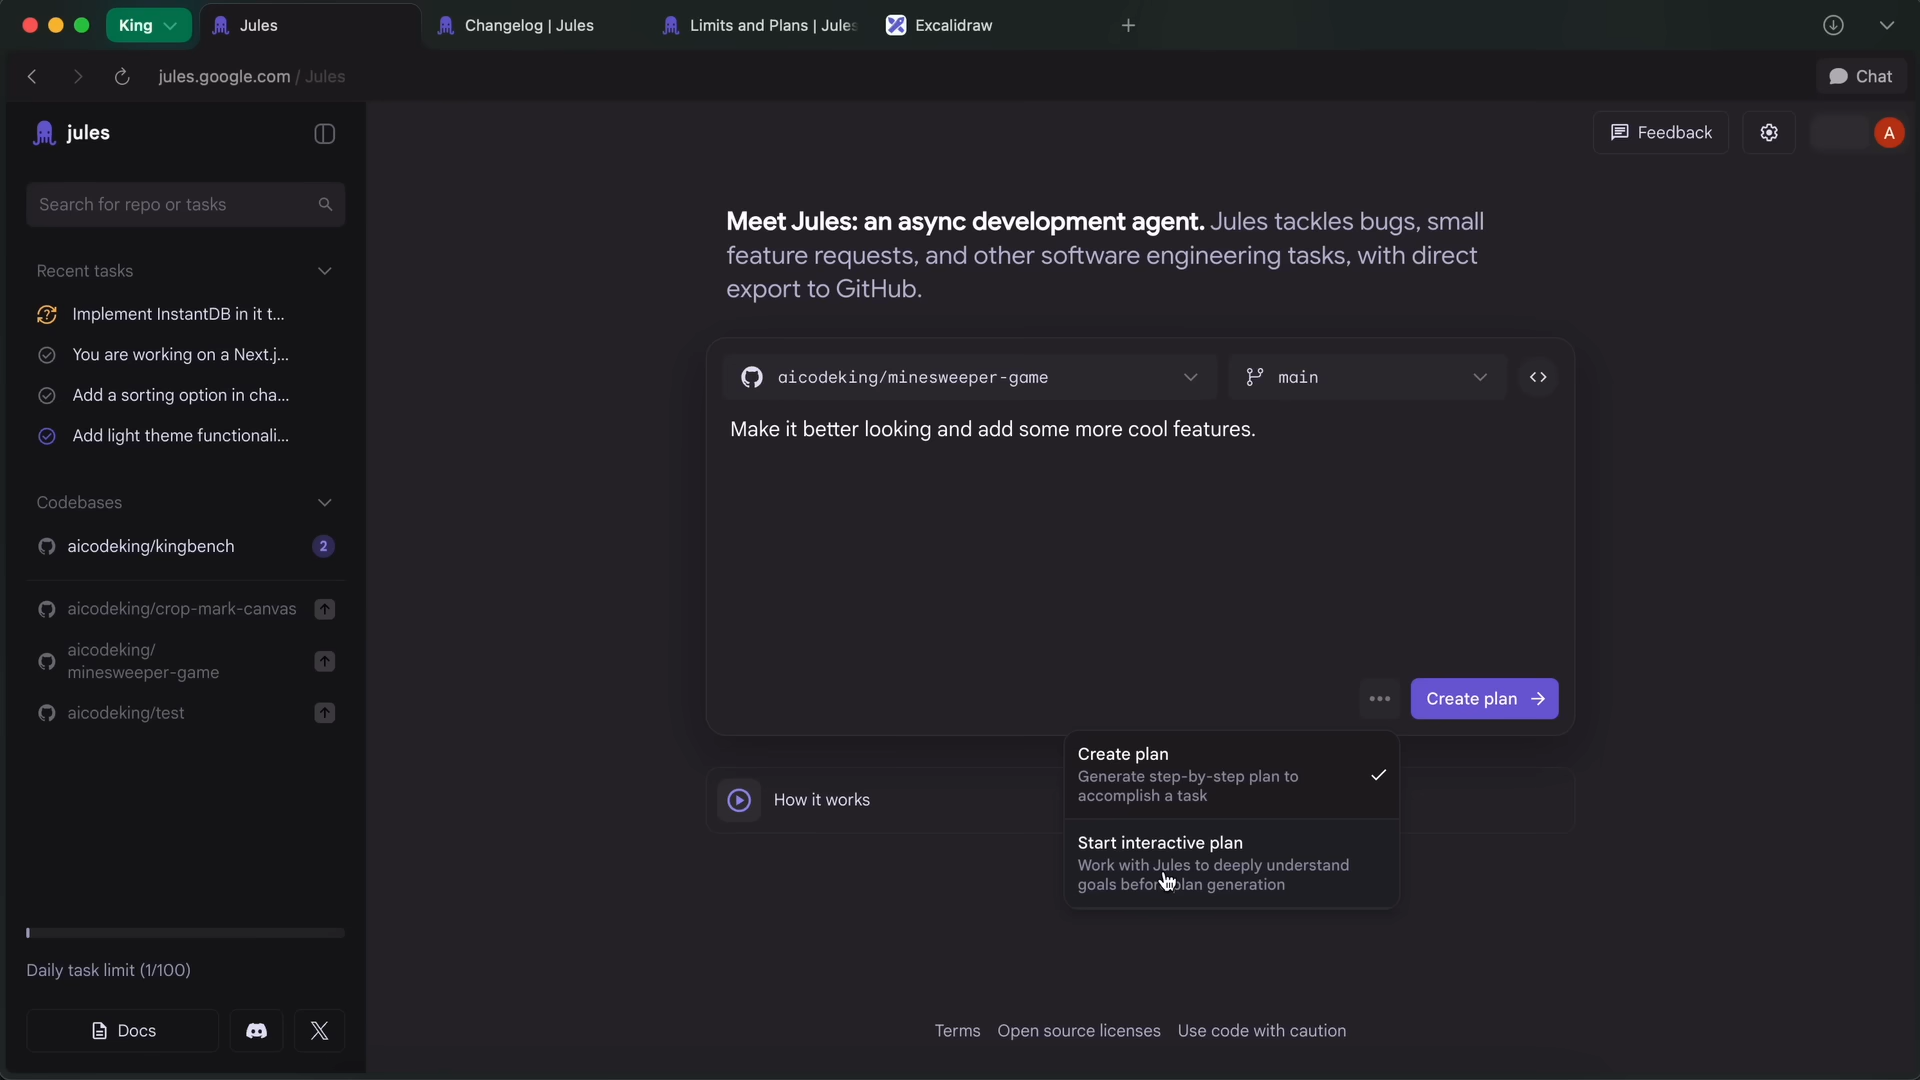 King
Jules
Changelog | Jules
Limits and Plans | Jules
Excalidraw
jules.google.com / Jules
Chat
jules
Feedback
A
Search for repo or tasks
Recent tasks
Implement InstantDB in it t...
You are working on a Next.j...
Add a sorting option in cha...
Add light theme functionali...
Codebases
aicodeking/kingbench
2
aicodeking/crop-mark-canvas
aicodeking/
minesweeper-game
aicodeking/test
Daily task limit (1/100)
Docs
Meet Jules: an async development agent. Jules tackles bugs, small
feature requests, and other software engineering tasks, with direct
export to GitHub.
aicodeking/minesweeper-game
main
Make it better looking and add some more cool features.
Create plan
Create plan
Generate step-by-step plan to
accomplish a task
Start interactive plan
Work with Jules to deeply understand
goals before plan generation
How it works
Terms
Open source licenses
Use code with caution